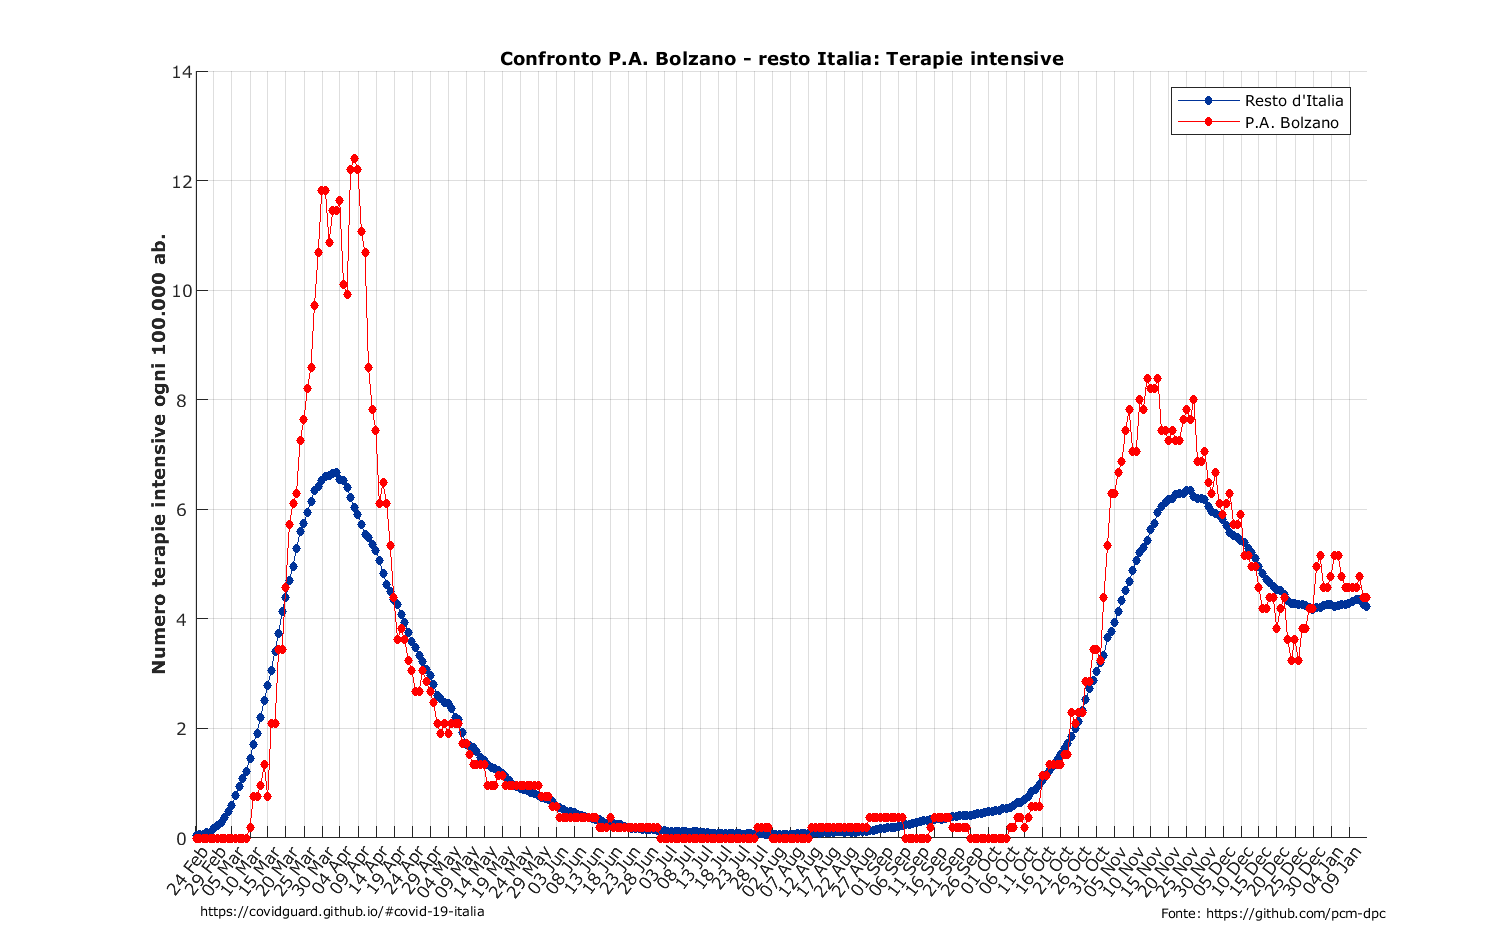 Confronto P.A. Bolzano - resto Italia: Terapie intensive
Resto d'Italia
P.A. Bolzano
Numero terapie intensive ogni 100.000 ab.
14
12
10
8
6
4
2
0
24 Feb
29 Feb
05 Mar
10 Mar
15 Mar
20 Mar
25 Mar
30 Mar
04 Apr
09 Apr
14 Apr
19 Apr
24 Apr
29 Apr
04 May
09 May
14 May
19 May
24 May
29 May
03 Jun
08 Jun
13 Jun
18 Jun
23 Jun
28 Jun
03 Jul
08 Jul
13 Jul
18 Jul
23 Jul
28 Jul
02 Aug
07 Aug
12 Aug
17 Aug
22 Aug
27 Aug
01 Sep
06 Sep
11 Sep
16 Sep
21 Sep
26 Sep
01 Oct
06 Oct
11 Oct
16 Oct
21 Oct
26 Oct
31 Oct
05 Nov
10 Nov
15 Nov
20 Nov
25 Nov
30 Nov
05 Dec
10 Dec
15 Dec
20 Dec
25 Dec
30 Dec
04 Jan
09 Jan
https://covidguard.github.io/#covid-19-italia
Fonte: https://github.com/pcm-dpc